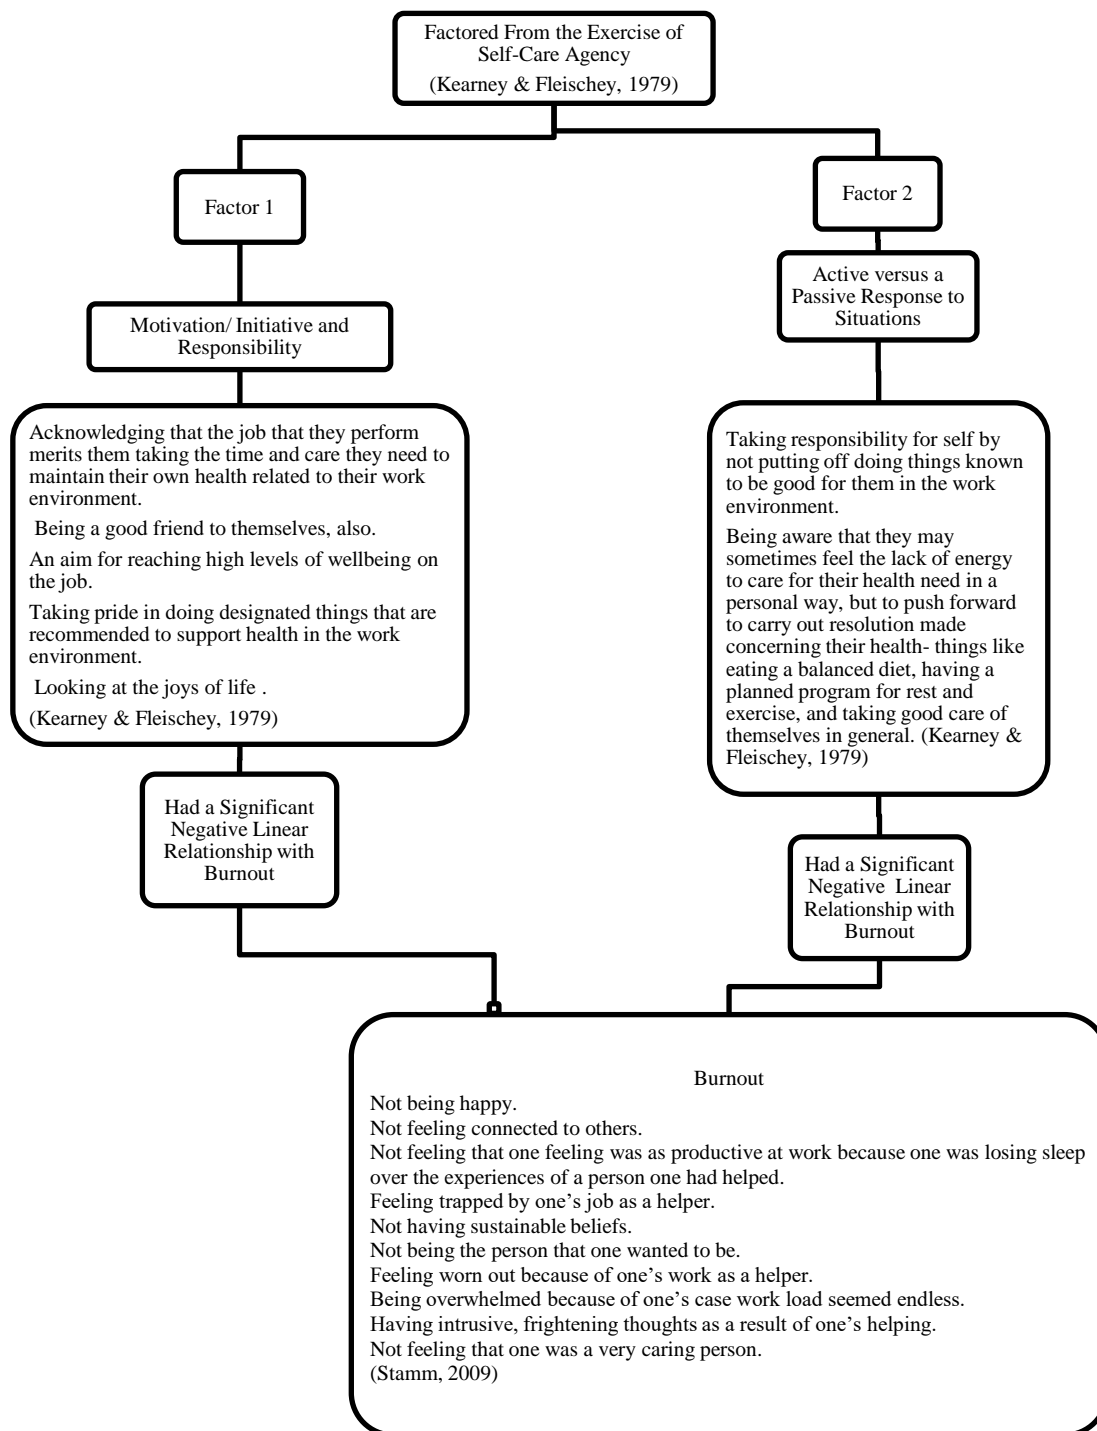 Factored From the Exercise of
Self-Care Agency
(Kearney & Fleischey, 1979)
Factor 1
Motivation/ Initiative and
Responsibility
Acknowledging that the job that they perform
merits them taking the time and care they need to
maintain their own health related to their work
environment.
Being a good friend to themselves, also.
An aim for reaching high levels of wellbeing on
the job.
Taking pride in doing designated things that are
recommended to support health in the work
environment.
Looking at the joys of life .
(Kearney & Fleischey, 1979)
Had a Significant
Negative Linear
Relationship with
Burnout
Factor 2
Active versus a
Passive Response to
Situations
Taking responsibility for self by
not putting off doing things known
to be good for them in the work
environment.
Being aware that they may
sometimes feel the lack of energy
to care for their health need in a
personal way, but to push forward
to carry out resolution made
concerning their health- things like
eating a balanced diet, having a
planned program for rest and
exercise, and taking good care of
themselves in general. (Kearney &
Fleischey, 1979)
Had a Significant
Negative Linear
Relationship with
Burnout
Burnout
Not being happy.
Not feeling connected to others.
Not feeling that one feeling was as productive at work because one was losing sleep
over the experiences of a person one had helped.
Feeling trapped by one’s job as a helper.
Not having sustainable beliefs.
Not being the person that one wanted to be.
Feeling worn out because of one’s work as a helper.
Being overwhelmed because of one’s case work load seemed endless.
Having intrusive, frightening thoughts as a result of one’s helping.
Not feeling that one was a very caring person.
(Stamm, 2009)